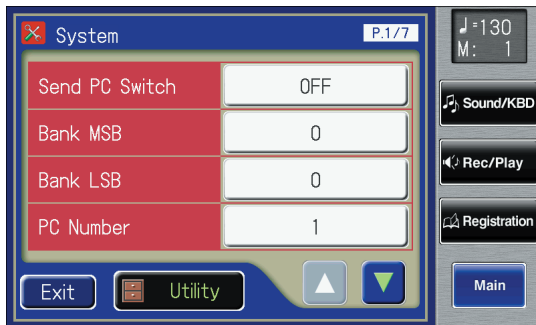 System
P.1/7
Send PC Switch OFF
Bank MSB 0
Bank LSB 0
PC Number 1
Exit
Utility
♩=130
M: 1
Sound/KBD
Rec/Play
Registration
Main